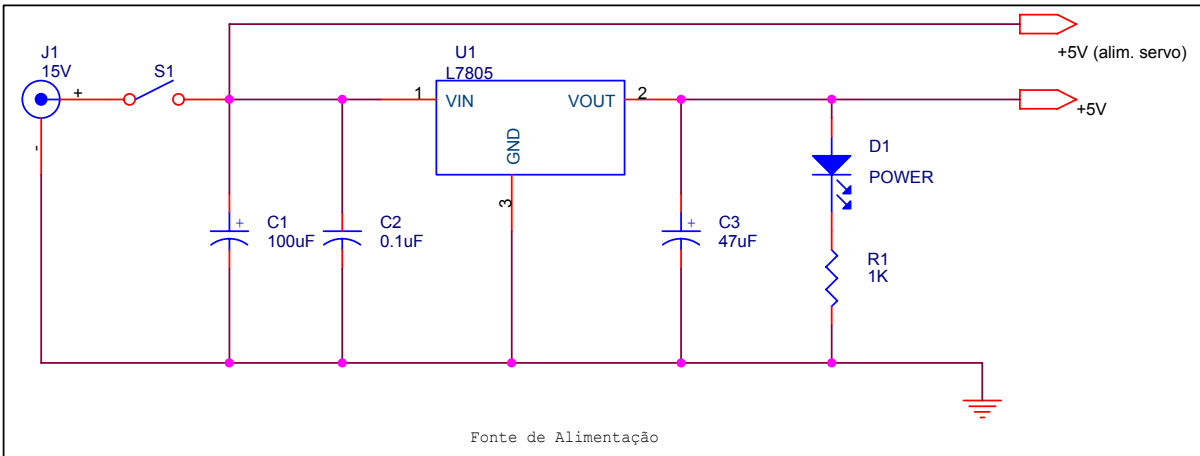 J1
15V
+
-
S1
U1
L7805
1
VIN
VOUT
2
GND
3
+5V (alim. servo)
+5V
D1
POWER
+
C1
100uF
C2
0.1uF
+
C3
47uF
R1
1K
Fonte de Alimentação